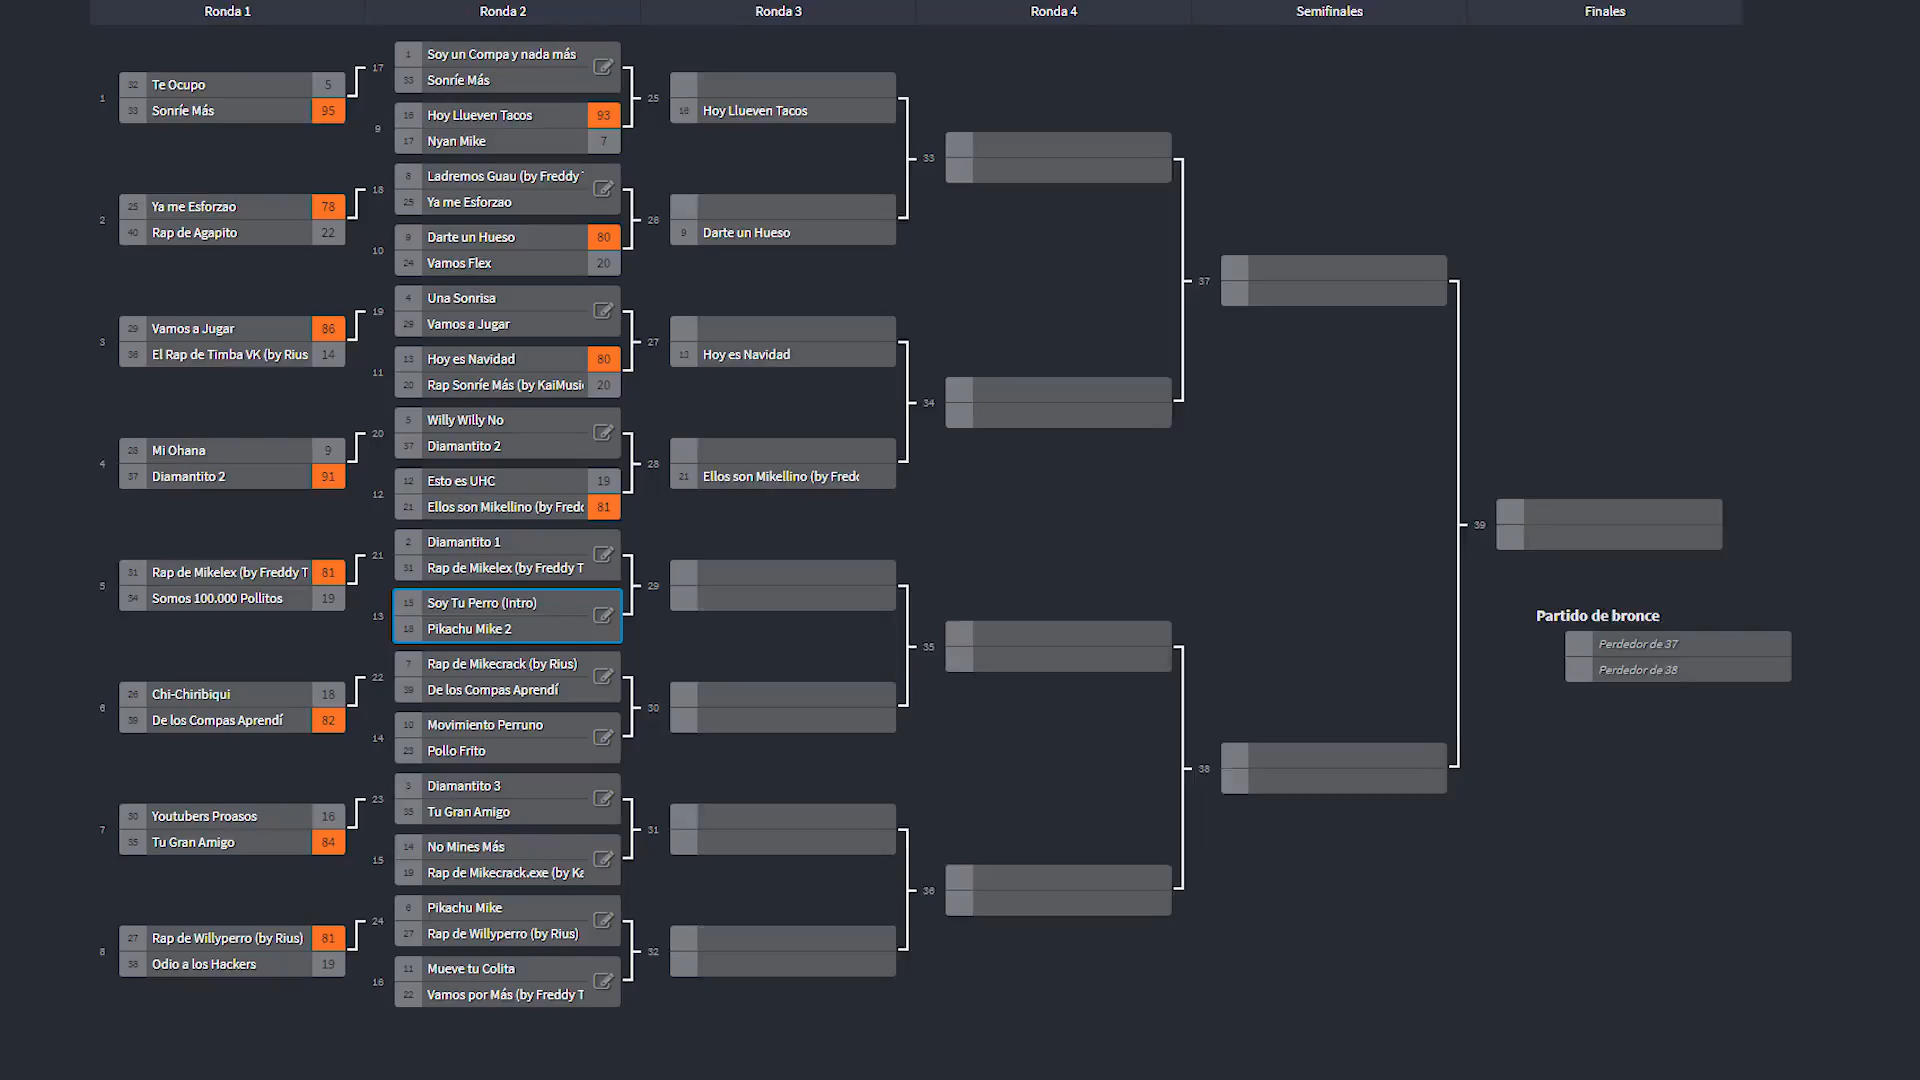 Ronda 1
Ronda 2
Ronda 3
Ronda 4
Semifinales
Finales
1
32 Te Ocupo 5
33 Sonríe Más 95
2
25 Ya me Esforzao 78
40 Rap de Agapito 22
3
29 Vamos a Jugar 86
36 El Rap de Timba VK (by Rius 14
4
28 Mi Ohana 9
37 Diamantito 2 91
5
31 Rap de Mikelex (by Freddy T 81
34 Somos 100.000 Pollitos 19
6
26 Chi-Chiribiqui 18
39 De los Compas Aprendí 82
7
30 Youtubers Proasos 16
35 Tu Gran Amigo 84
8
27 Rap de Willyperro (by Rius) 81
38 Odio a los Hackers 19
17
1 Soy un Compa y nada más
33 Sonríe Más
9
16 Hoy Llueven Tacos 93
17 Nyan Mike 7
18
8 Ladremos Guau (by Freddy
25 Ya me Esforzao
10
9 Darte un Hueso 80
24 Vamos Flex 20
19
4 Una Sonrisa
29 Vamos a Jugar
11
13 Hoy es Navidad 80
20 Rap Sonríe Más (by KaiMusi 20
20
5 Willy Willy No
37 Diamantito 2
12
12 Esto es UHC 19
21 Ellos son Mikellino (by Fredd 81
21
2 Diamantito 1
31 Rap de Mikelex (by Freddy T
13
15 Soy Tu Perro (Intro)
18 Pikachu Mike 2
22
7 Rap de Mikecrack (by Rius)
39 De los Compas Aprendí
14
10 Movimiento Perruno
23 Pollo Frito
23
3 Diamantito 3
35 Tu Gran Amigo
15
14 No Mines Más
19 Rap de Mikecrack.exe (by Ka
24
6 Pikachu Mike
27 Rap de Willyperro (by Rius)
16
11 Mueve tu Colita
22 Vamos por Más (by Freddy T
25
16 Hoy Llueven Tacos
26
9 Darte un Hueso
27
13 Hoy es Navidad
28
21 Ellos son Mikellino (by Fredd
29
30
31
32
33
34
35
36
37
38
39
Partido de bronce
Perdedor de 37
Perdedor de 38